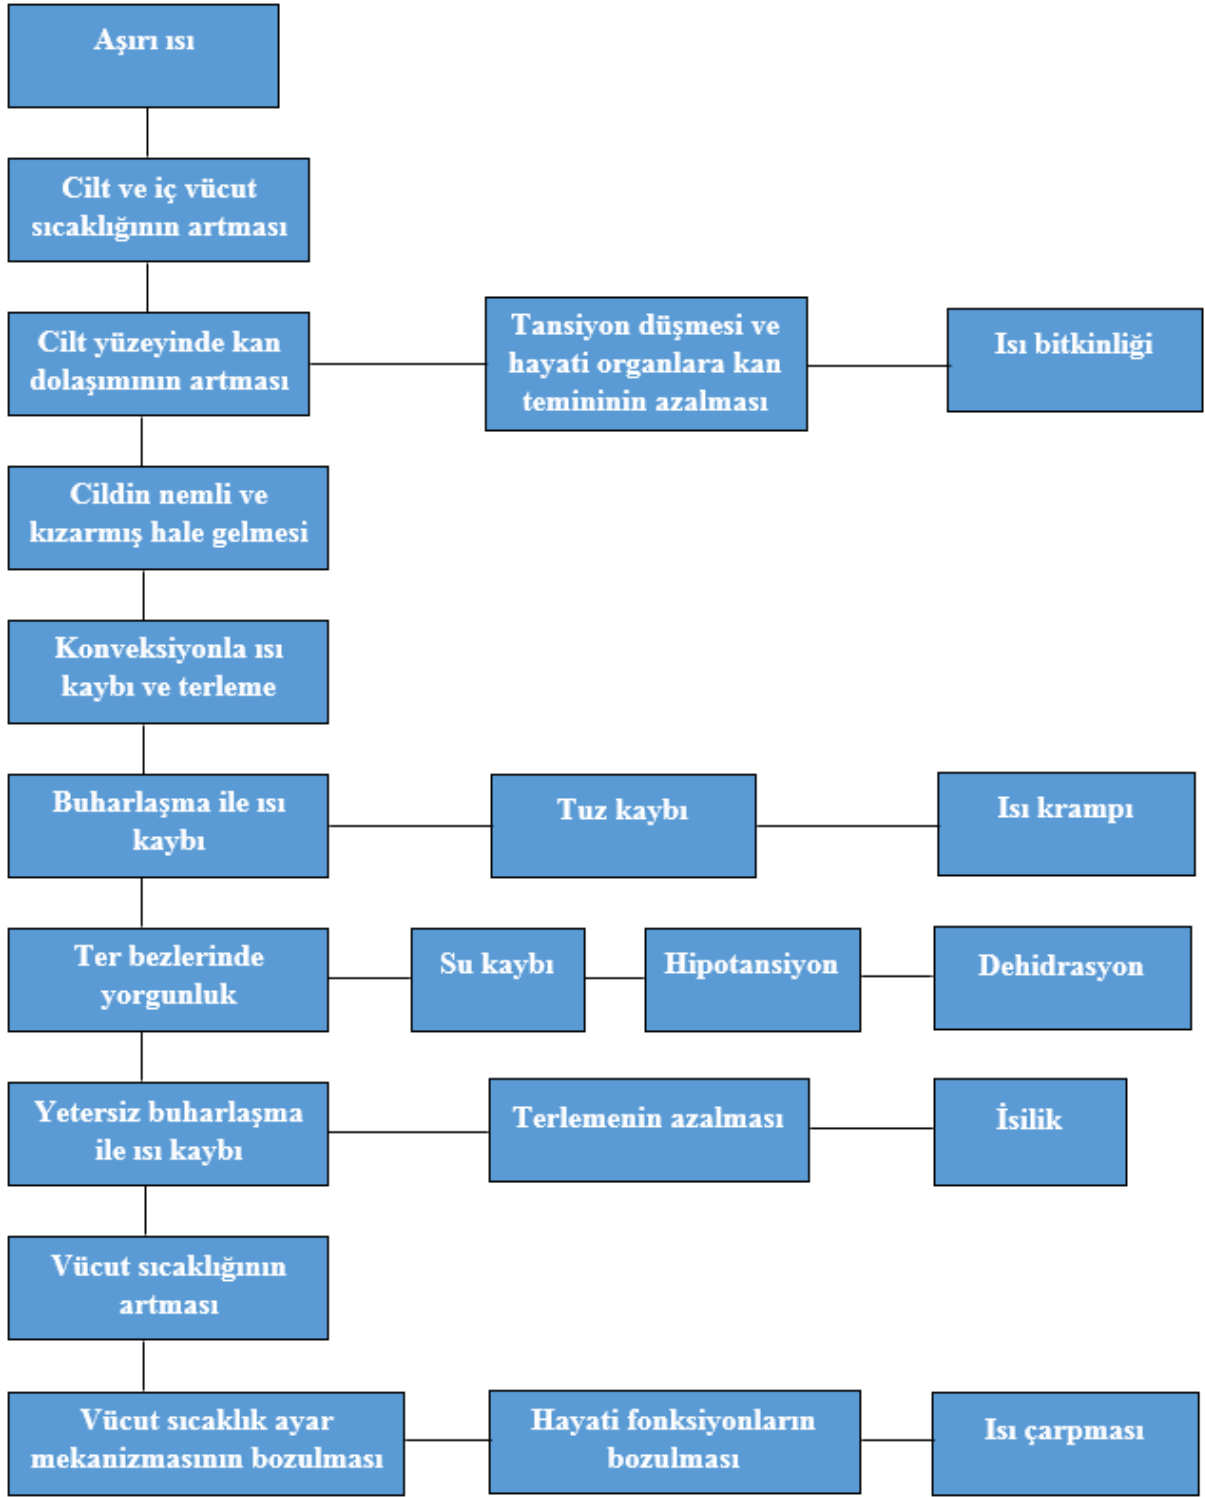 Aşırı ısı
Cilt ve iç vücut
sıcaklığının artması
Cilt yüzeyinde kan
dolaşımının artması
Tansiyon düşmesi ve
hayati organlara kan
temininin azalması
Isı bitkinliği
Cildin nemli ve
kızarmış hale gelmesi
Konveksiyonla ısı
kaybı ve terleme
Buharlaşma ile ısı
kaybı
Tuz kaybı
Isı krampı
Ter bezlerinde
yorgunluk
Su kaybı
Hipotansiyon
Dehidrasyon
Yetersiz buharlaşma
ile ısı kaybı
Terlemenin azalması
İsilik
Vücut sıcaklığının
artması
Vücut sıcaklık ayar
mekanizmasının bozulması
Hayati fonksiyonların
bozulması
Isı çarpması